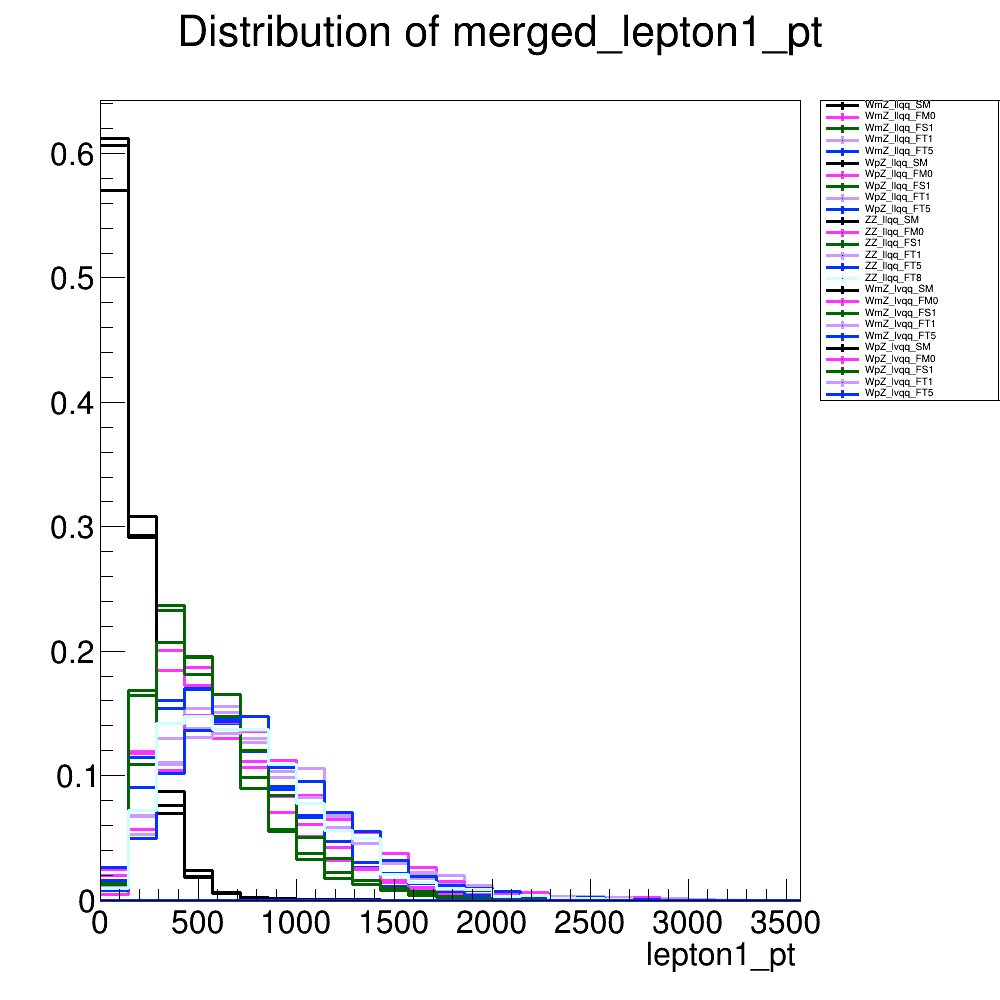 Distribution of merged_lepton1_pt
WmZ_llqq_SM
WmZ_llqq_FM0
WmZ_llqq_FS1
WmZ_llqq_FT1
WmZ_llqq_FT5
WpZ_llqq_SM
WpZ_llqq_FM0
WpZ_llqq_FS1
WpZ_llqq_FT1
WpZ_llqq_FT5
ZZ_llqq_SM
ZZ_llqq_FM0
ZZ_llqq_FS1
ZZ_llqq_FT1
ZZ_llqq_FT5
ZZ_llqq_FT8
WmZ_lvqq_SM
WmZ_lvqq_FM0
WmZ_lvqq_FS1
WmZ_lvqq_FT1
WmZ_lvqq_FT5
WpZ_lvqq_SM
WpZ_lvqq_FM0
WpZ_lvqq_FS1
WpZ_lvqq_FT1
WpZ_lvqq_FT5
0.6
0.5
0.4
0.3
0.2
0.1
0
0 500 1000 1500 2000 2500 3000 3500
lepton1_pt